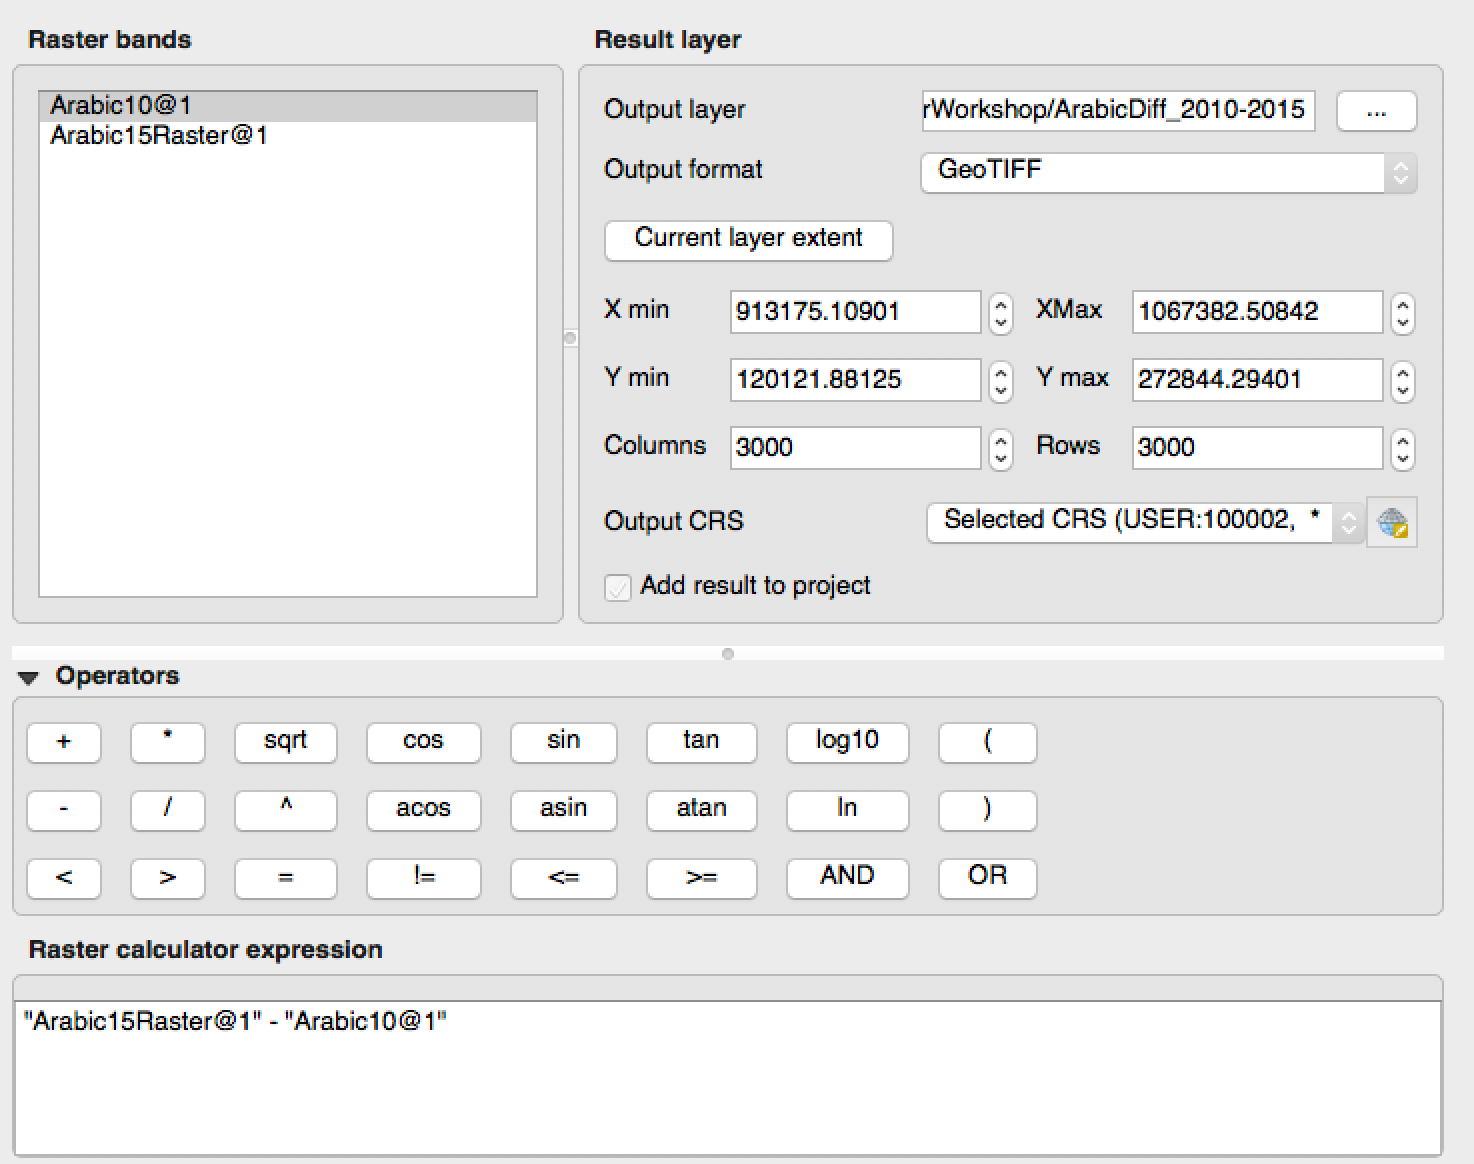 Raster bands
Arabic10@1
Arabic15Raster@1
Result layer
Output layer rWorkshop/ArabicDiff_2010-2015 ...
Output format GeoTIFF
Current layer extent
X min 913175.10901 XMax 1067382.50842
Y min 120121.88125 Y max 272844.29401
Columns 3000 Rows 3000
Output CRS Selected CRS (USER:100002, *
Add result to project
Operators
+ * sqrt cos sin tan log10 (
- / ^ acos asin atan ln )
< > = != <= >= AND OR
Raster calculator expression
"Arabic15Raster@1" - "Arabic10@1"